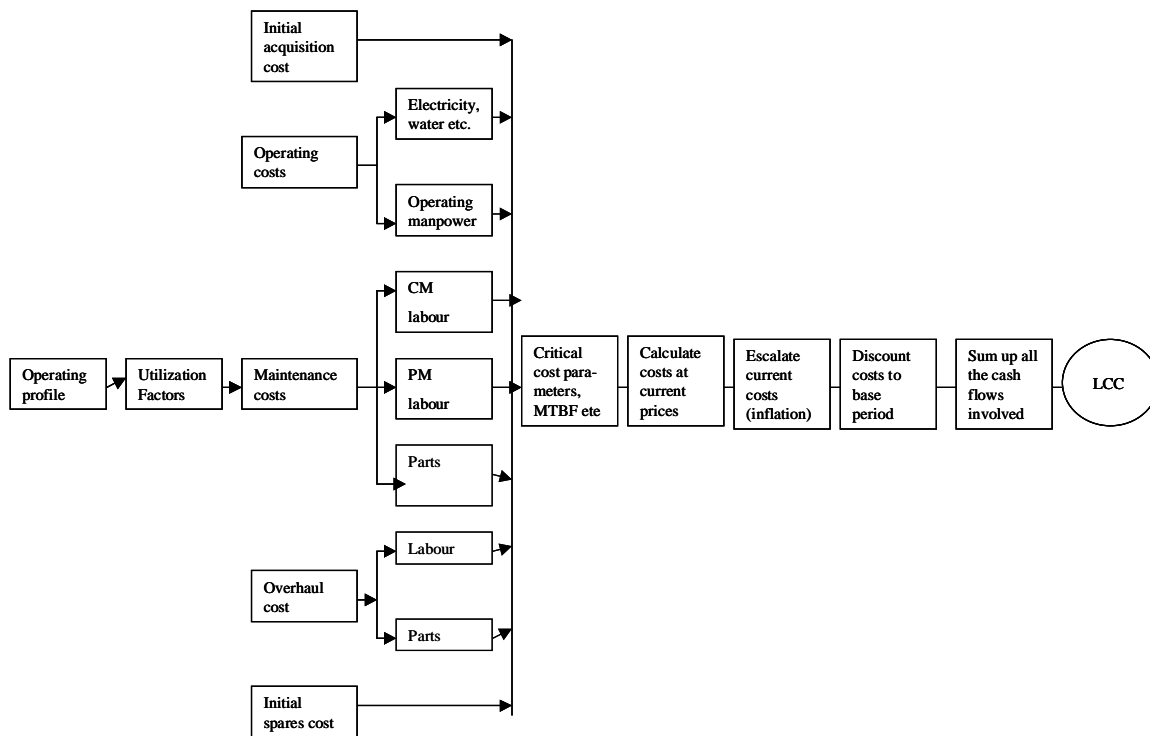 Initial
acquisition
cost
Electricity,
water etc.
Operating
costs
Operating
manpower
CM
labour
Operating
profile
Utilization
Factors
Maintenance
costs
PM
labour
Critical
cost para-
meters,
MTBF ete
Calculate
costs at
current
prices
Escalate
current
costs
(inflation)
Discount
costs to
base
period
Sum up all
the cash
flows
involved
LCC
Parts
Labour
Overhaul
cost
Parts
Initial
spares cost